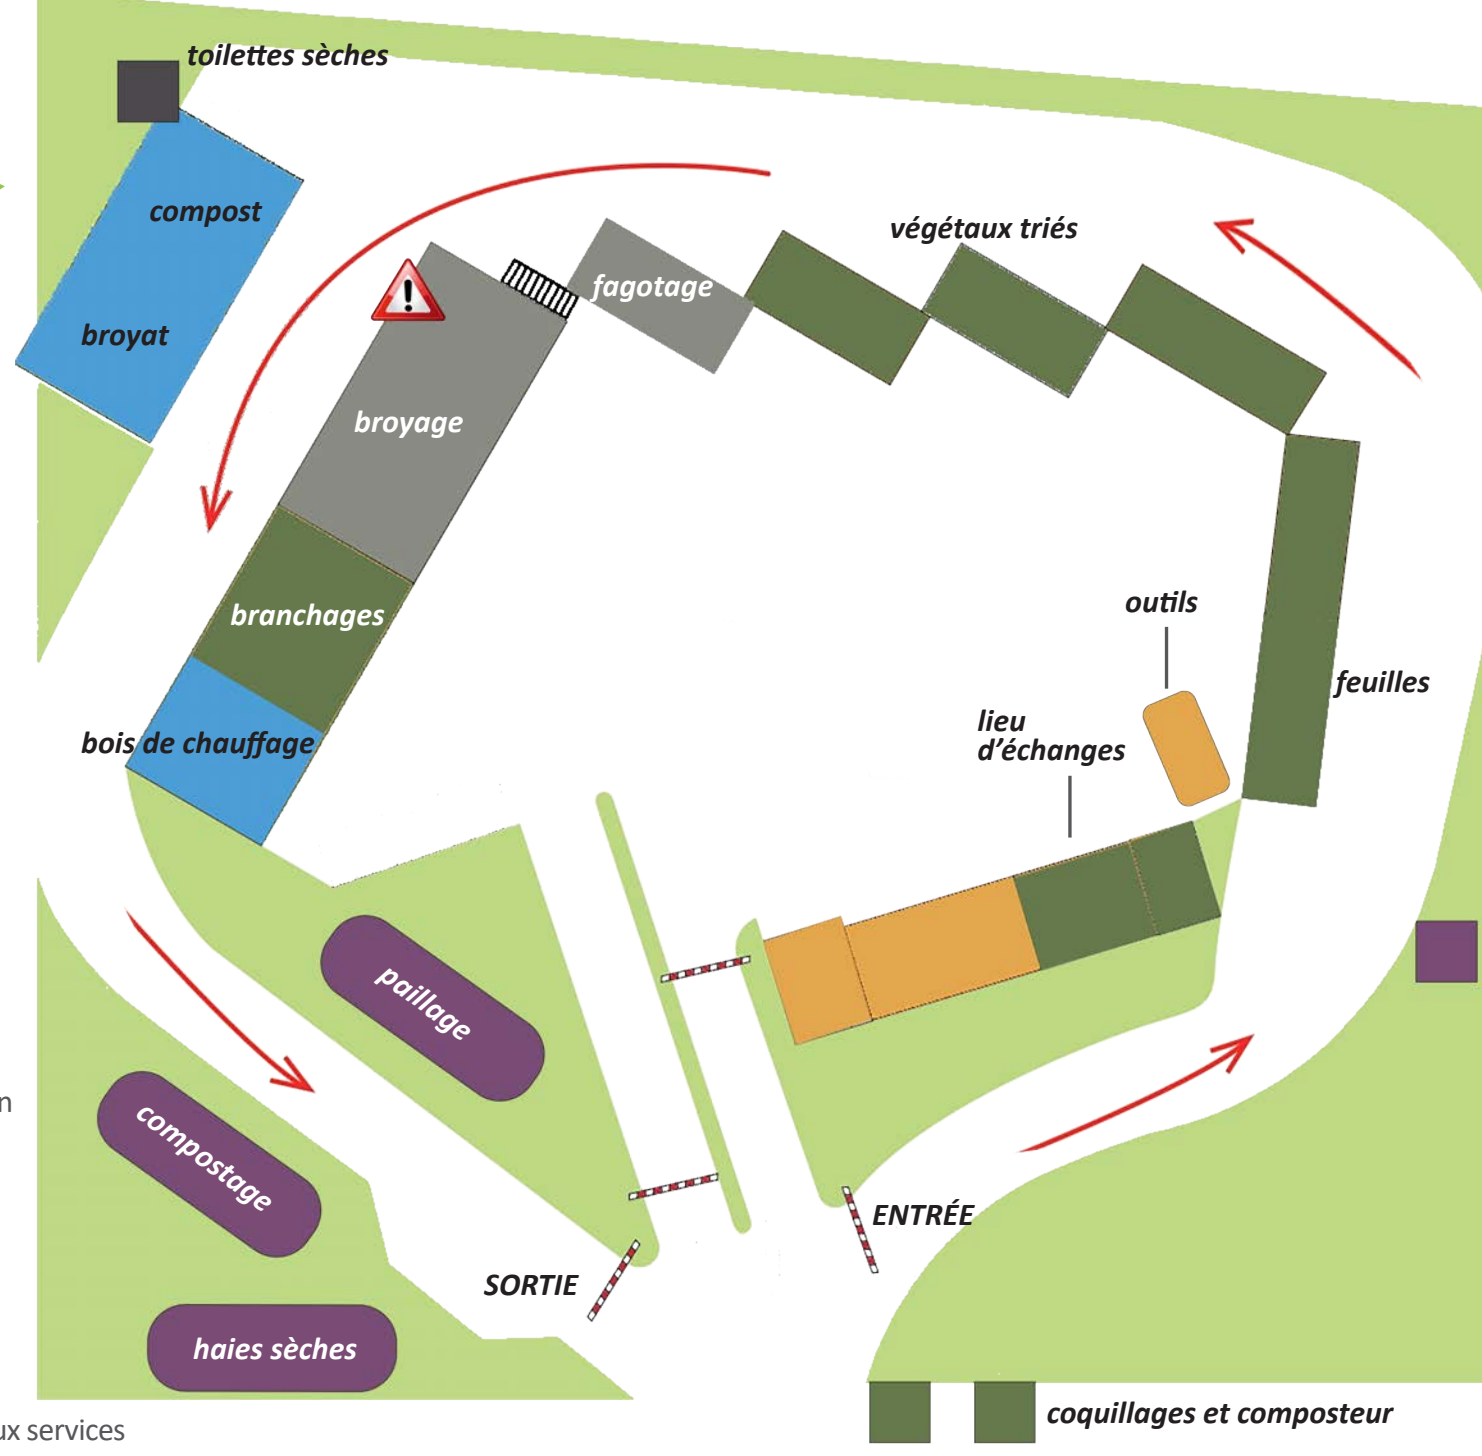 toilettes sèches
compost
végétaux triés
fagotage
broyat
broyage
outils
branchages
feuilles
lieu
d'échanges
bois de chauffage
paillage
n
compostage
ENTRÉE
SORTIE
haies sèches
coquillages et composteur
ux services